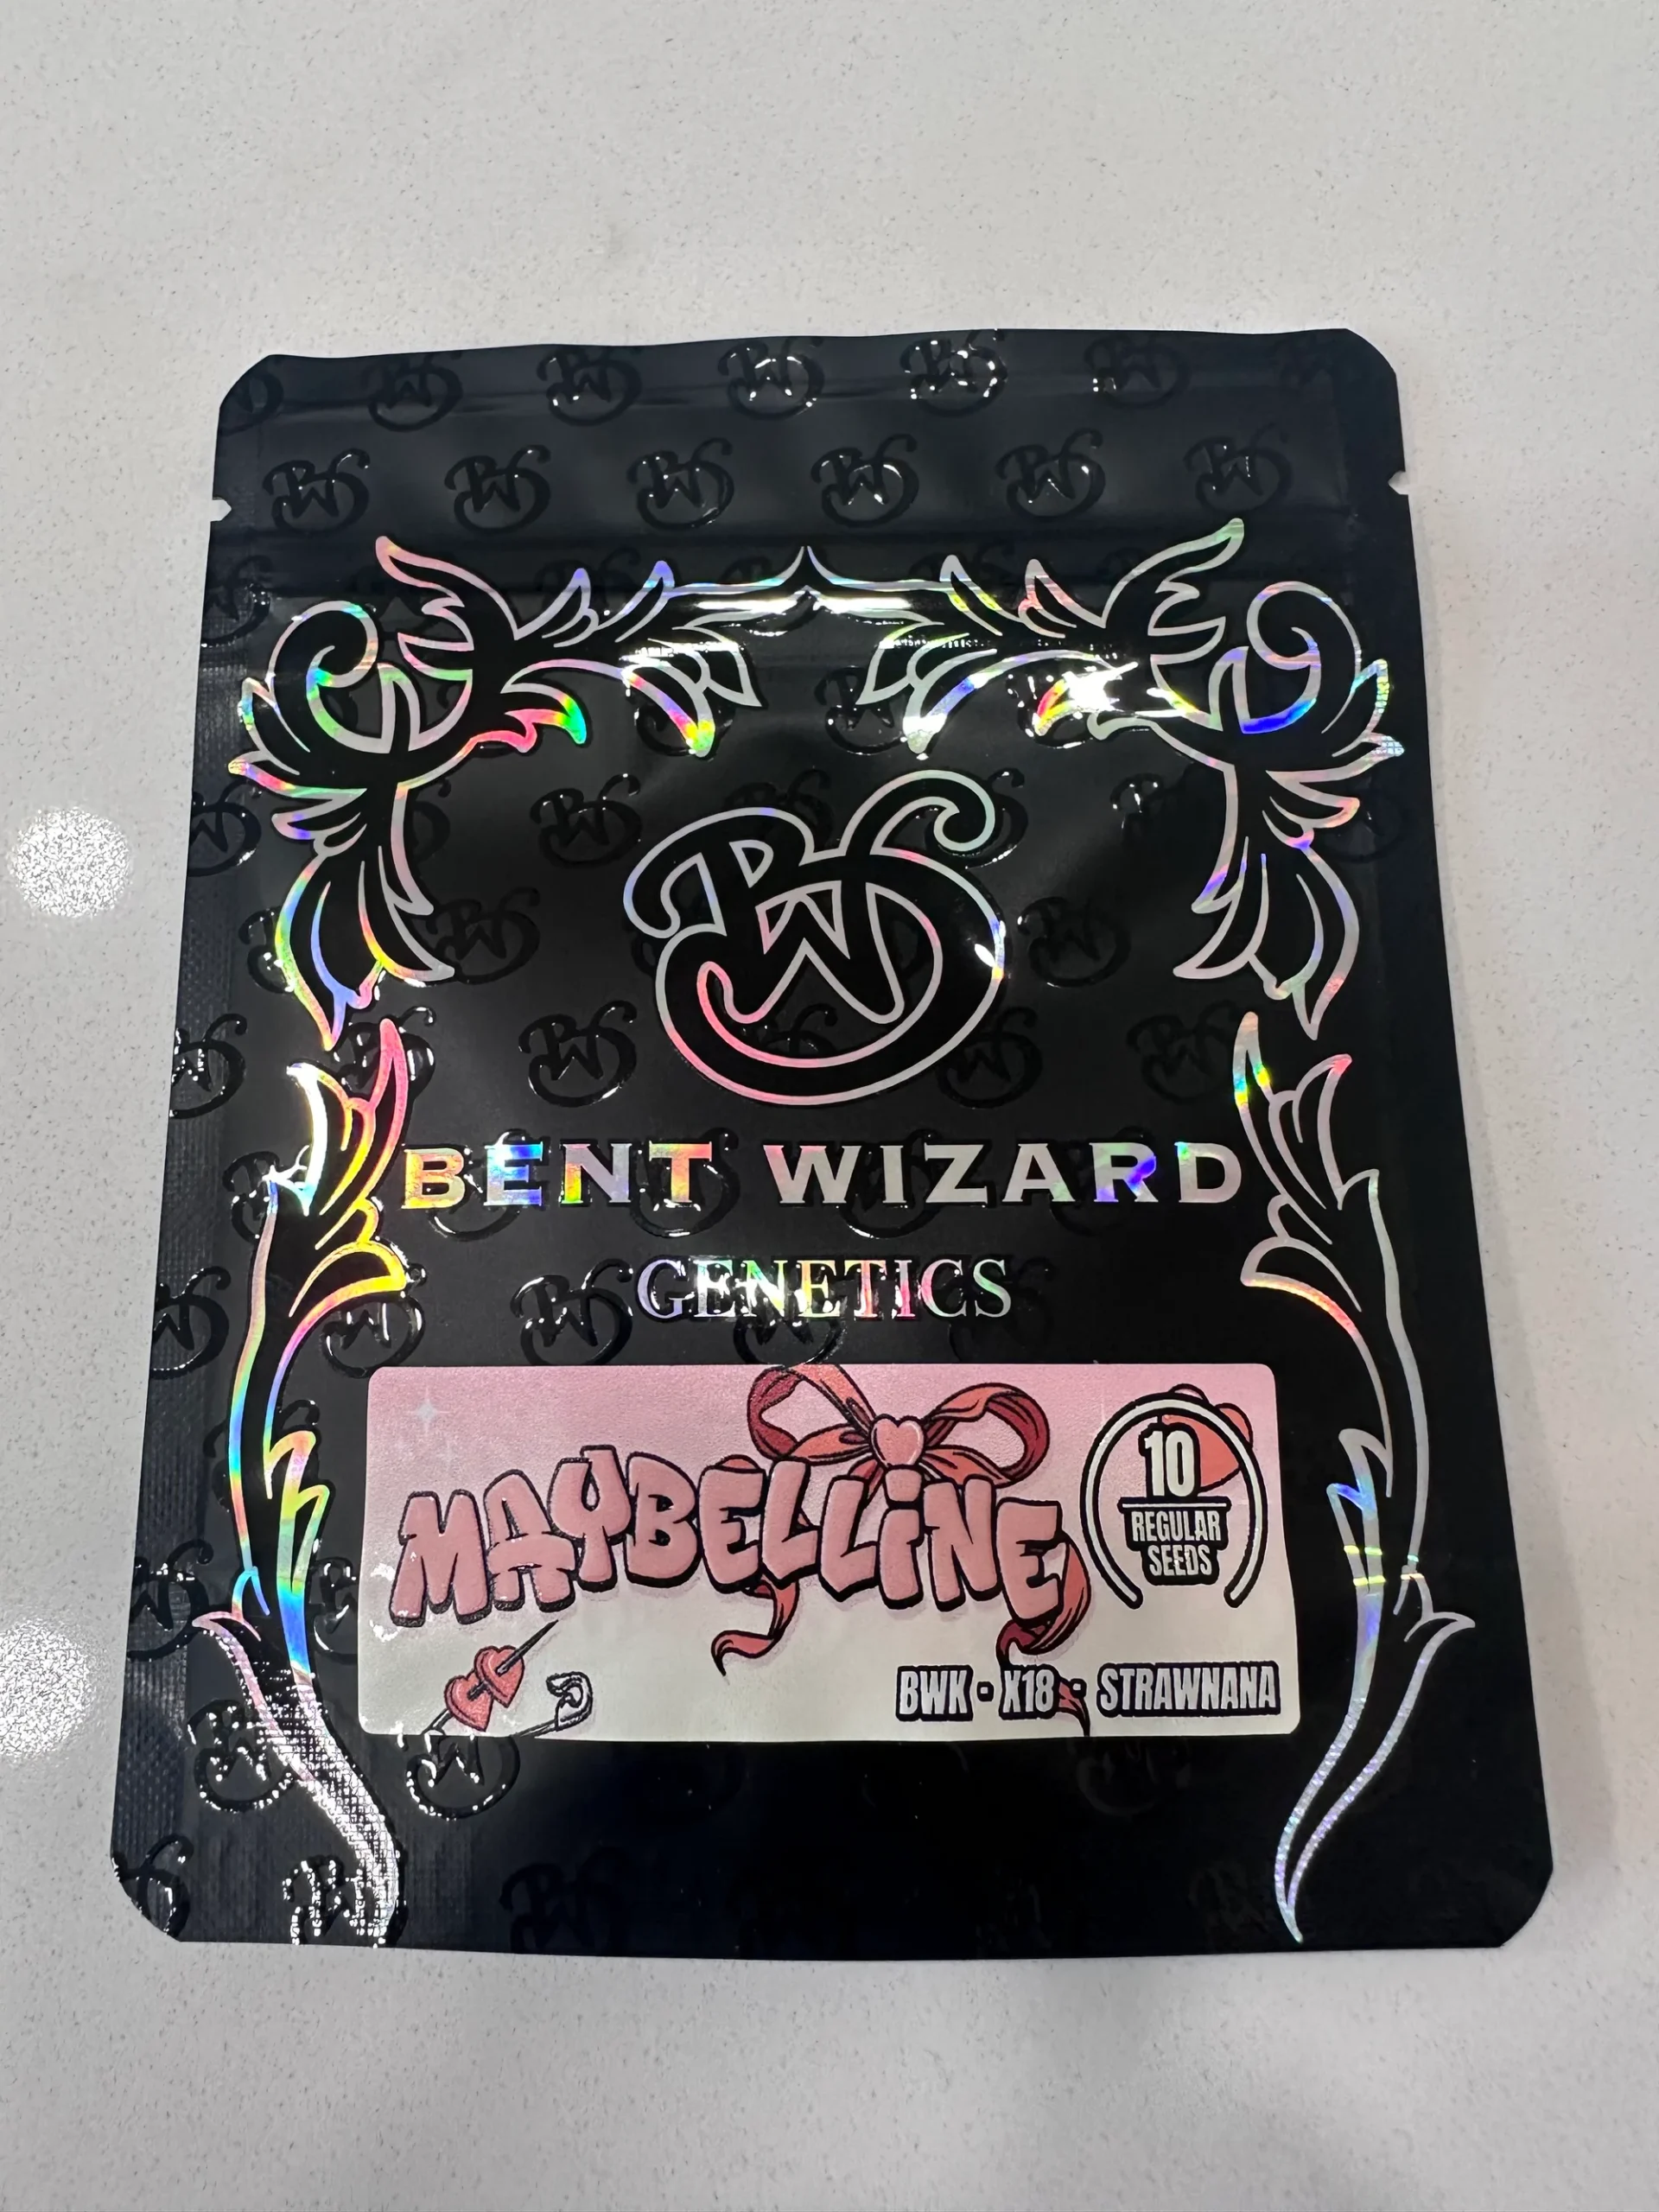 BW
BENT WIZARD
GENETICS
MAYBELLINE
10
REGULAR
SEEDS
BWK - X18 - STRAWNANA